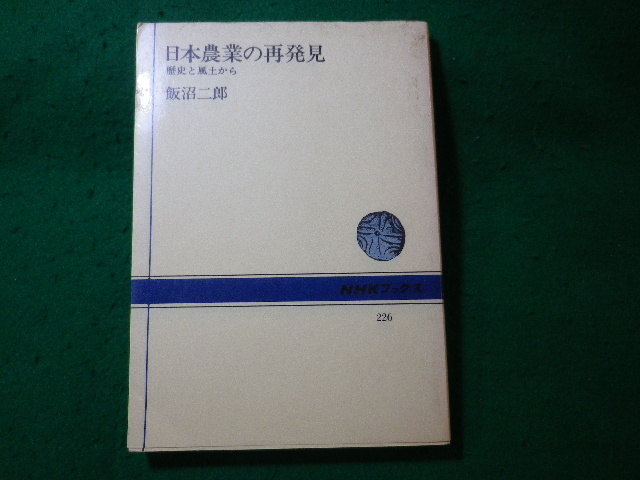 日本農業の再発見
歴史と風土から
飯沼二郎
NHKブックス
226